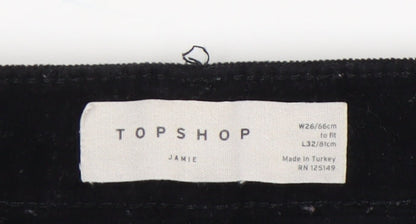 TOPSHOP
JAMIE
W26/66cm
to fit
L32/81cm
Made In Turkey
RN 125149